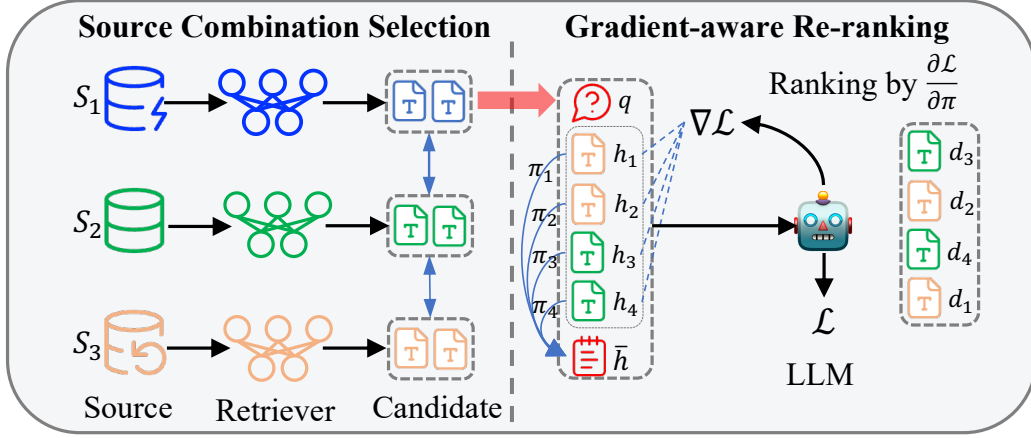 Source Combination Selection
S₁
T T
S₂
T T
S₃
T T
Source Retriever Candidate
Gradient-aware Re-ranking
Ranking by ∂ℒ/∂π
q
∇ℒ
π₁ T h₁
π₂ T h₂
π₃ T h₃
π₄ T h₄
h̄
ℒ
LLM
T d₃
T d₂
T d₄
T d₁